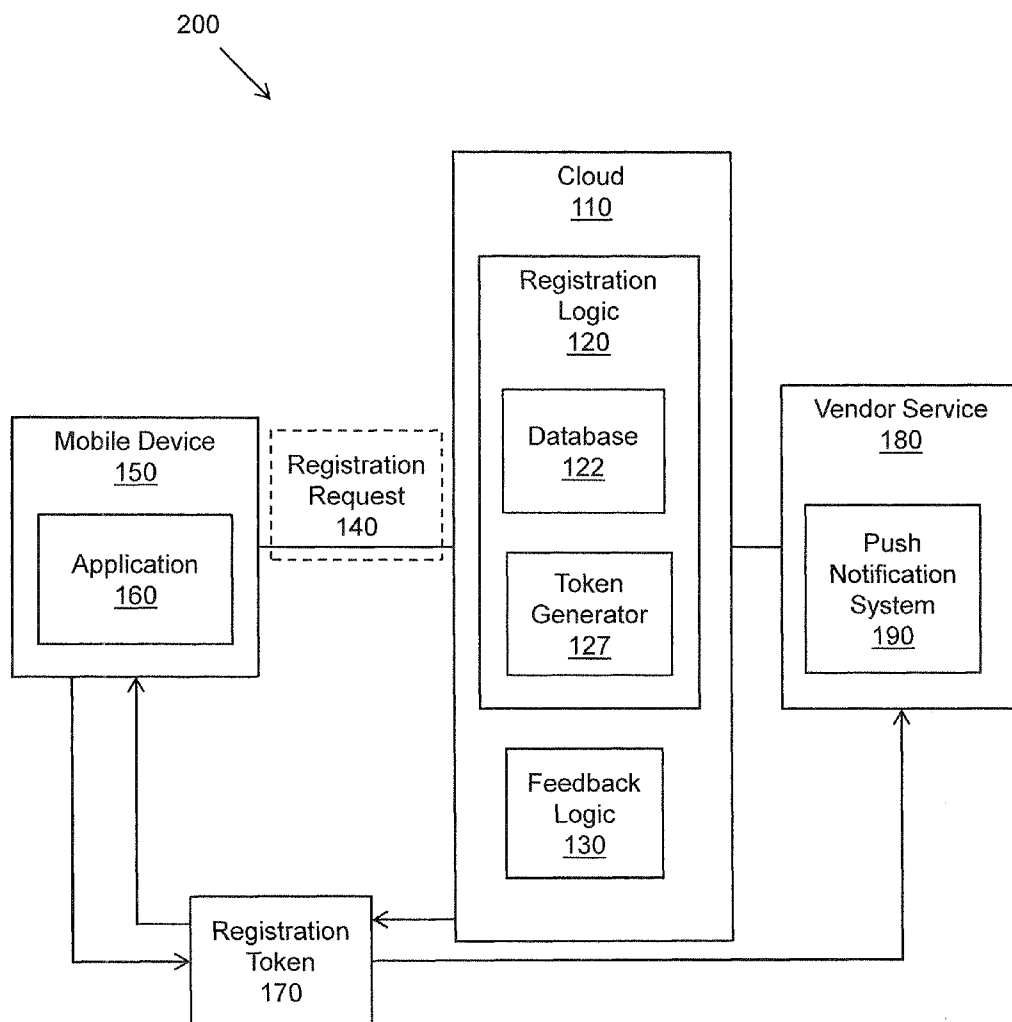 200
Cloud
110
Registration
Logic
120
Database
122
Token
Generator
127
Feedback
Logic
130
Mobile Device
150
Application
160
Registration
Request
140
Vendor Service
180
Push
Notification
System
190
Registration
Token
170